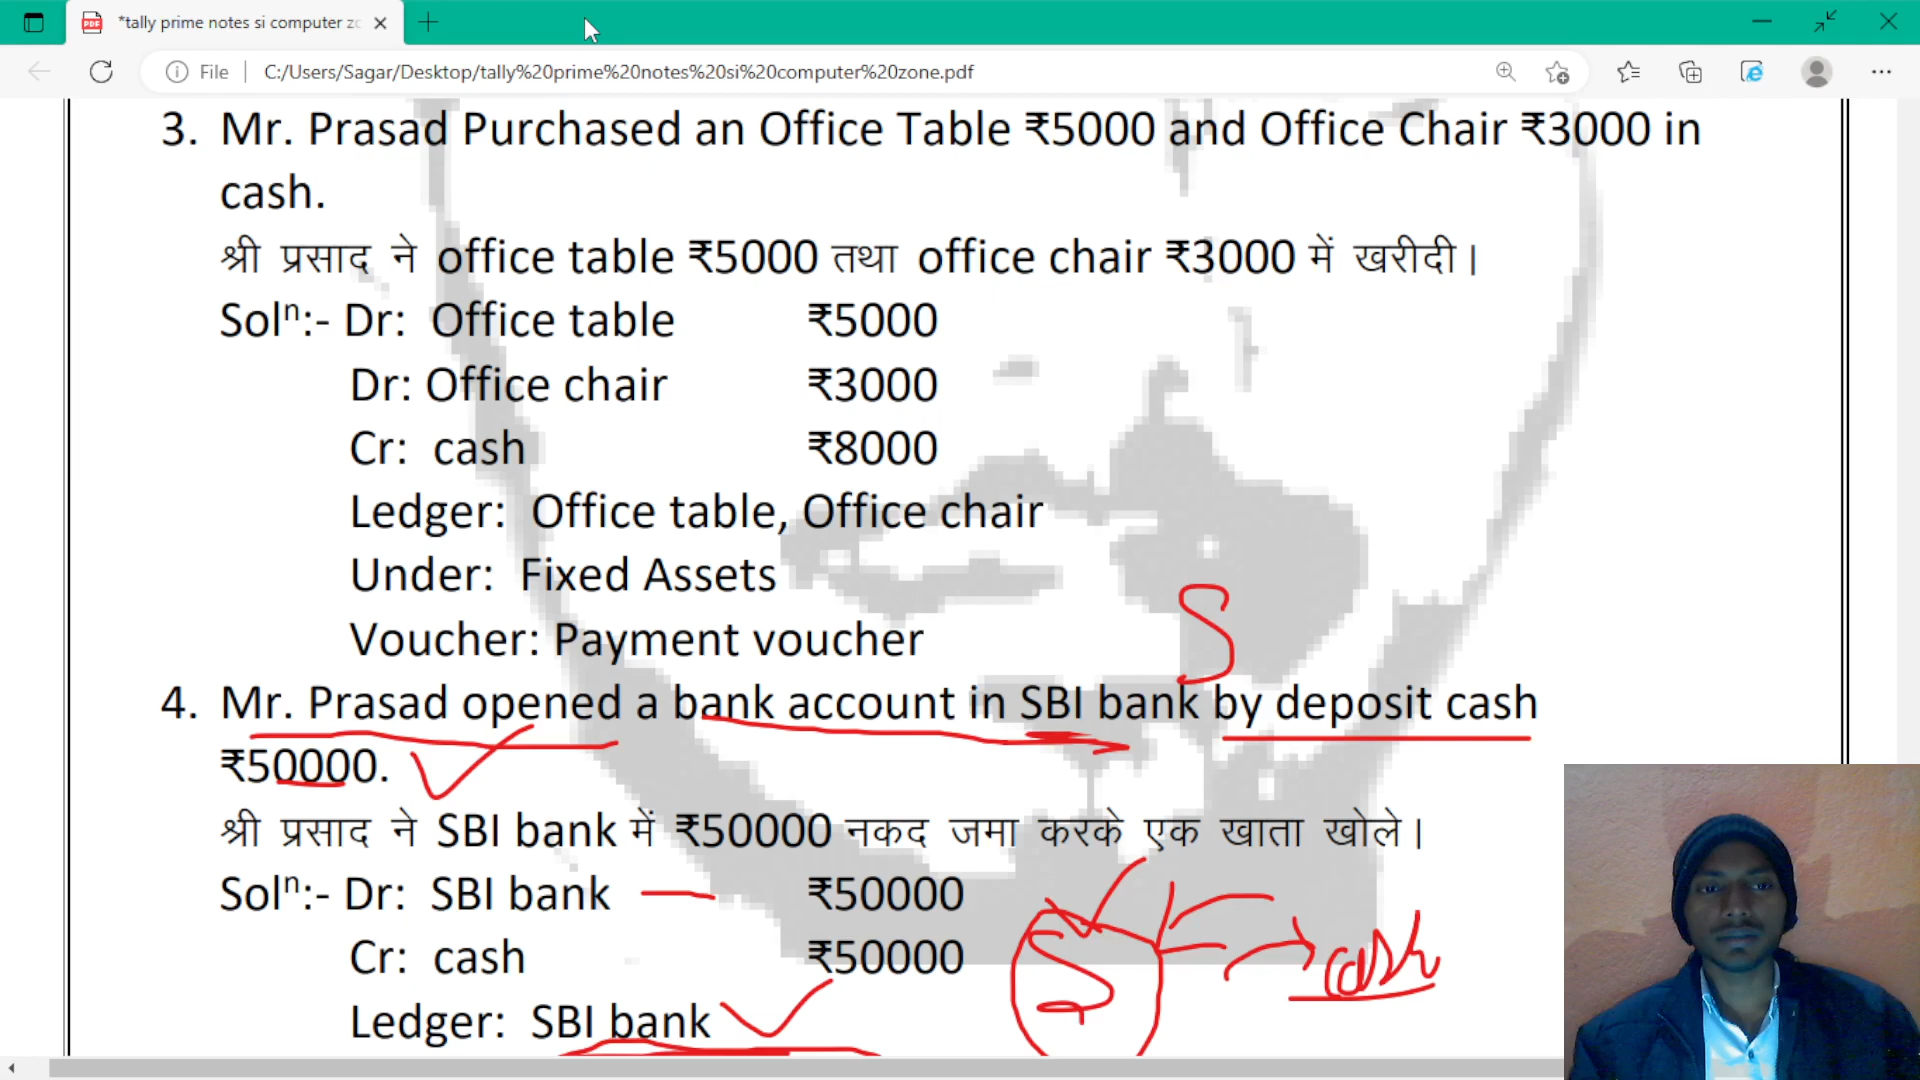 *tally prime notes si computer zo
File
C:/Users/Sagar/Desktop/tally%20prime%20notes%20si%20computer%20zone.pdf
3. Mr. Prasad Purchased an Office Table ₹5000 and Office Chair ₹3000 in
cash.
श्री प्रसाद ने office table ₹5000 तथा office chair ₹3000 में खरीदी।
Solⁿ:- Dr: Office table ₹5000
Dr: Office chair ₹3000
Cr: cash ₹8000
Ledger: Office table, Office chair
Under: Fixed Assets
Voucher: Payment voucher
S
4. Mr. Prasad opened a bank account in SBI bank by deposit cash
₹50000.
श्री प्रसाद ने SBI bank में ₹50000 नकद जमा करके एक खाता खोले।
Solⁿ:- Dr: SBI bank ₹50000
Cr: cash ₹50000
cash
Ledger: SBI bank